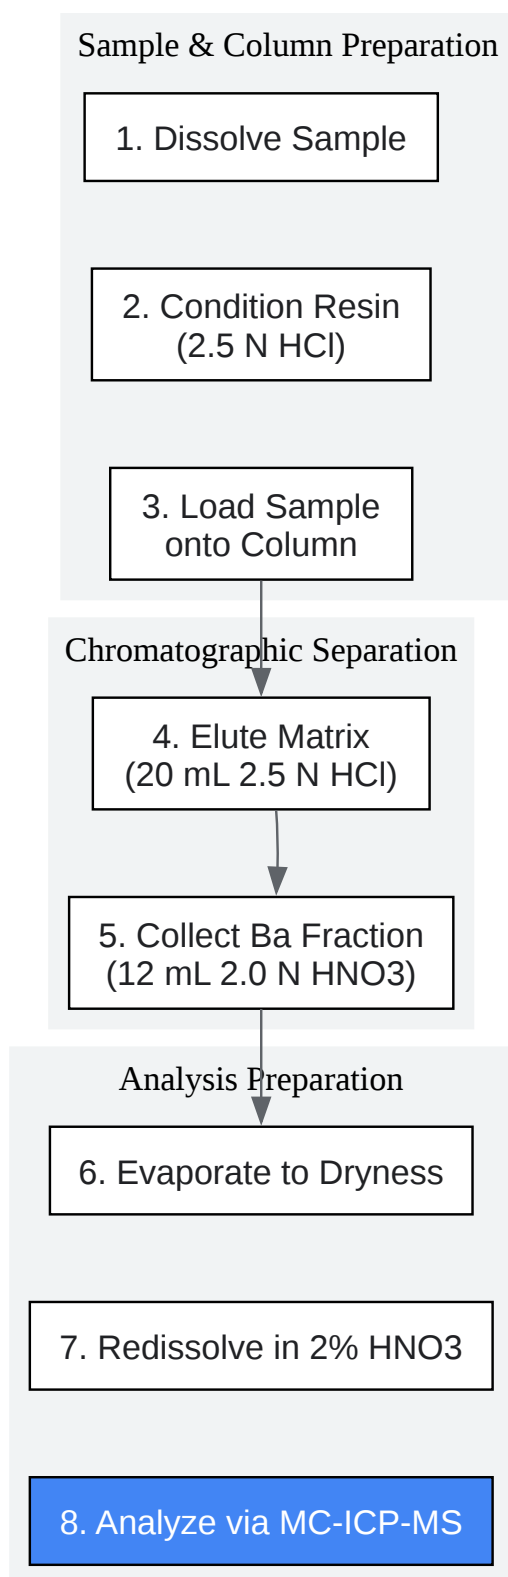 Sample & Column Preparation
1. Dissolve Sample
2. Condition Resin
(2.5 N HCl)
3. Load Sample
onto Column
Chromatographic Separation
4. Elute Matrix
(20 mL 2.5 N HCl)
5. Collect Ba Fraction
(12 mL 2.0 N HNO3)
Analysis Preparation
6. Evaporate to Dryness
7. Redissolve in 2% HNO3
8. Analyze via MC-ICP-MS